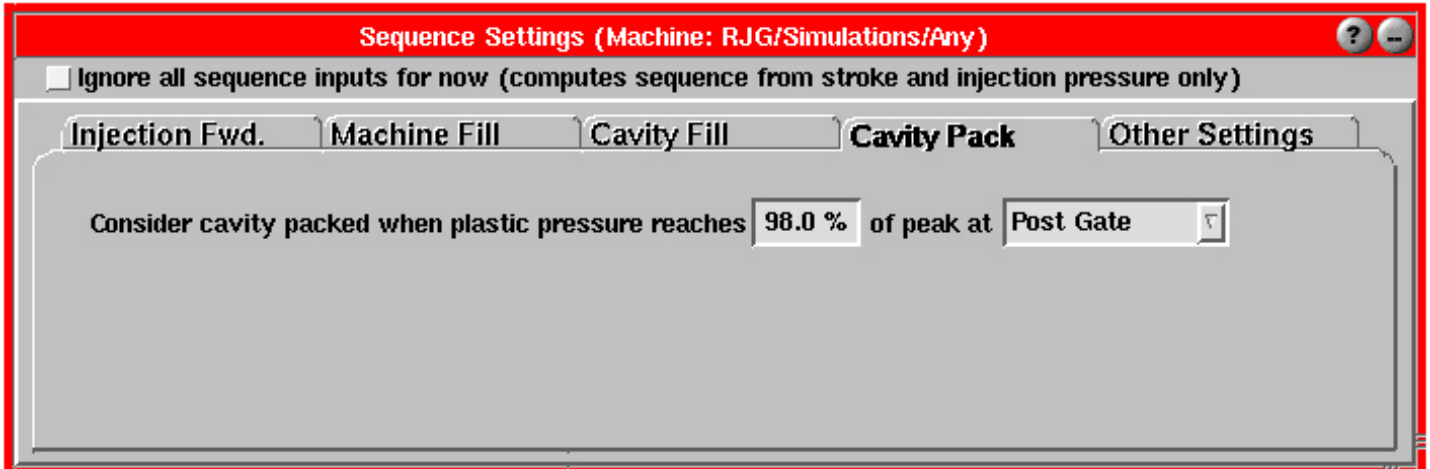 Sequence Settings (Machine: RJG/Simulations/Any) ? –
Ignore all sequence inputs for now (computes sequence from stroke and injection pressure only)
Injection Fwd. Machine Fill Cavity Fill Cavity Pack Other Settings
Consider cavity packed when plastic pressure reaches 98.0 % of peak at Post Gate